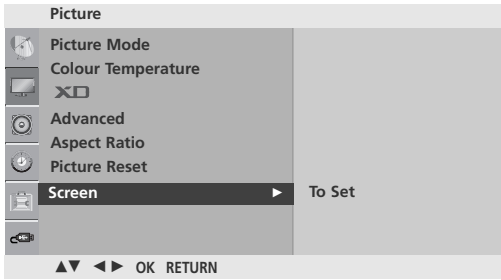 Picture
Picture Mode
Colour Temperature
XD
Advanced
Aspect Ratio
Picture Reset
Screen ► To Set
▲▼ ◄ ► OK RETURN